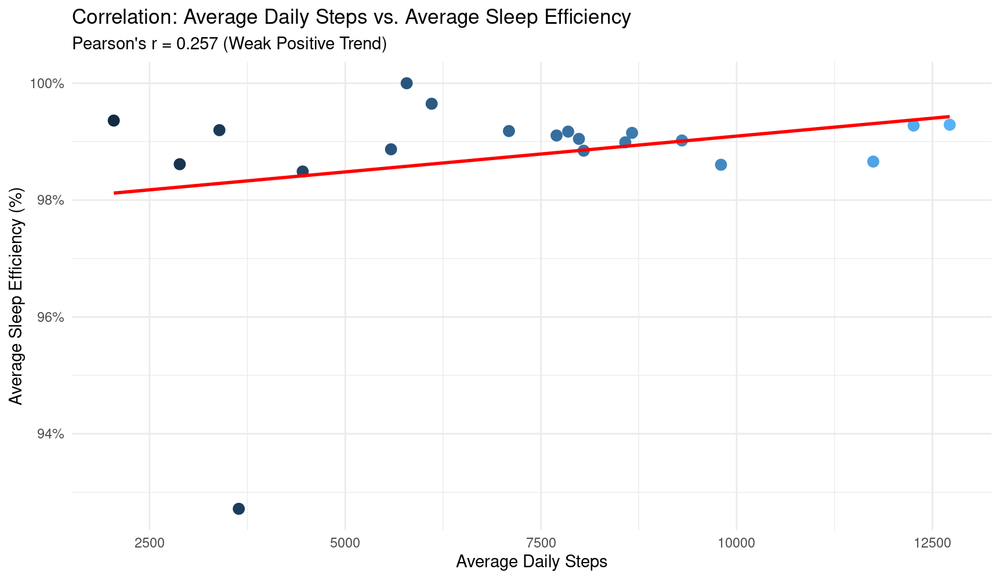 Correlation: Average Daily Steps vs. Average Sleep Efficiency
Pearson's r = 0.257 (Weak Positive Trend)
Average Sleep Efficiency (%)
100%
98%
96%
94%
2500
5000
7500
10000
12500
Average Daily Steps